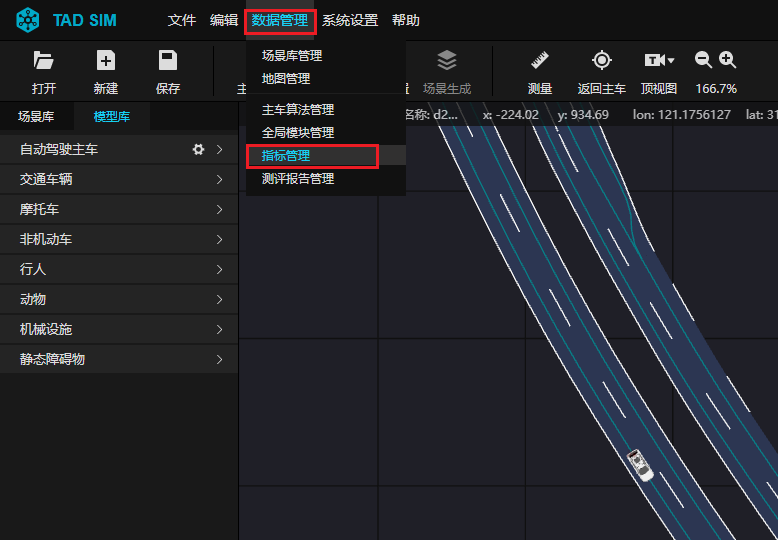 TAD SIM 文件 编辑 数据管理 系统设置 帮助
场景库管理
地图管理
主车算法管理
全局模块管理
指标管理
测评报告管理
打开 新建 保存 场景生成 测量 返回主车 顶视图 166.7%
场景库 模型库
名称: d2... x: -224.02 y: 934.69 lon: 121.1756127 lat: 31
自动驾驶主车
交通车辆
摩托车
非机动车
行人
动物
机械设施
静态障碍物